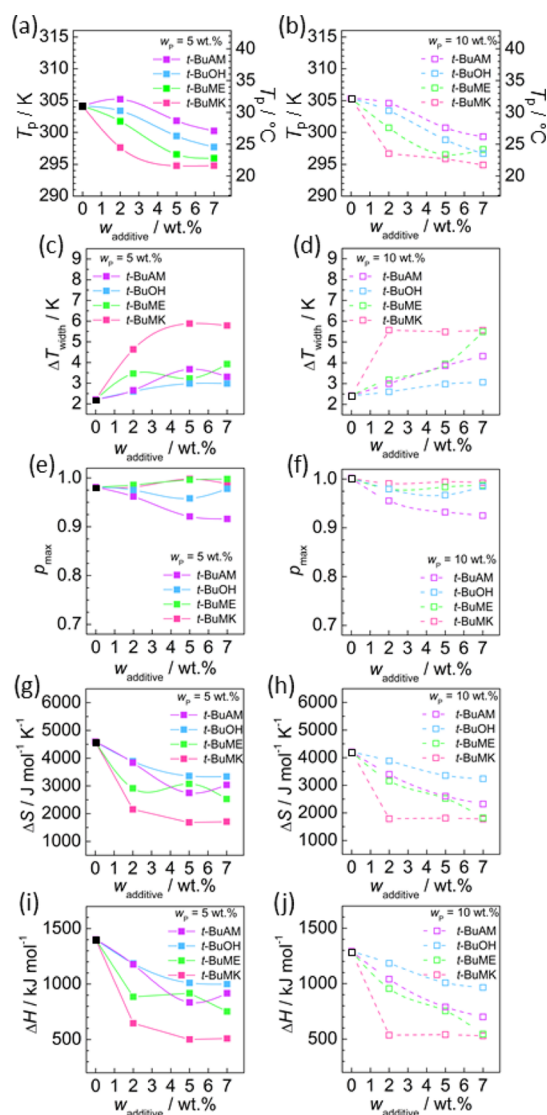 (a)
315
310
305
300
295
290
T_p / K
w_P = 5 wt.%
t-BuAM
t-BuOH
t-BuME
t-BuMK
40
35
30
25
20
T_p / °C
0 1 2 3 4 5 6 7
w_additive / wt.%
(b)
315
310
305
300
295
290
T_p / K
w_P = 10 wt.%
t-BuAM
t-BuOH
t-BuME
t-BuMK
40
35
30
25
20
T_p / °C
0 1 2 3 4 5 6 7
w_additive / wt.%
(c)
9
8
7
6
5
4
3
2
ΔT_width / K
w_P = 5 wt.%
t-BuAM
t-BuOH
t-BuME
t-BuMK
0 1 2 3 4 5 6 7
w_additive / wt.%
(d)
9
8
7
6
5
4
3
2
ΔT_width / K
w_P = 10 wt.%
t-BuAM
t-BuOH
t-BuME
t-BuMK
0 1 2 3 4 5 6 7
w_additive / wt.%
(e)
1.0
0.9
0.8
0.7
p_max
w_P = 5 wt.%
t-BuAM
t-BuOH
t-BuME
t-BuMK
0 1 2 3 4 5 6 7
w_additive / wt.%
(f)
1.0
0.9
0.8
0.7
p_max
w_P = 10 wt.%
t-BuAM
t-BuOH
t-BuME
t-BuMK
0 1 2 3 4 5 6 7
w_additive / wt.%
(g)
6000
5000
4000
3000
2000
1000
ΔS / J mol⁻¹ K⁻¹
w_P = 5 wt.%
t-BuAM
t-BuOH
t-BuME
t-BuMK
0 1 2 3 4 5 6 7
w_additive / wt.%
(h)
6000
5000
4000
3000
2000
1000
ΔS / J mol⁻¹ K⁻¹
w_P = 10 wt.%
t-BuAM
t-BuOH
t-BuME
t-BuMK
0 1 2 3 4 5 6 7
w_additive / wt.%
(i)
1500
1000
500
ΔH / kJ mol⁻¹
w_P = 5 wt.%
t-BuAM
t-BuOH
t-BuME
t-BuMK
0 1 2 3 4 5 6 7
w_additive / wt.%
(j)
1500
1000
500
ΔH / kJ mol⁻¹
w_P = 10 wt.%
t-BuAM
t-BuOH
t-BuME
t-BuMK
0 1 2 3 4 5 6 7
w_additive / wt.%